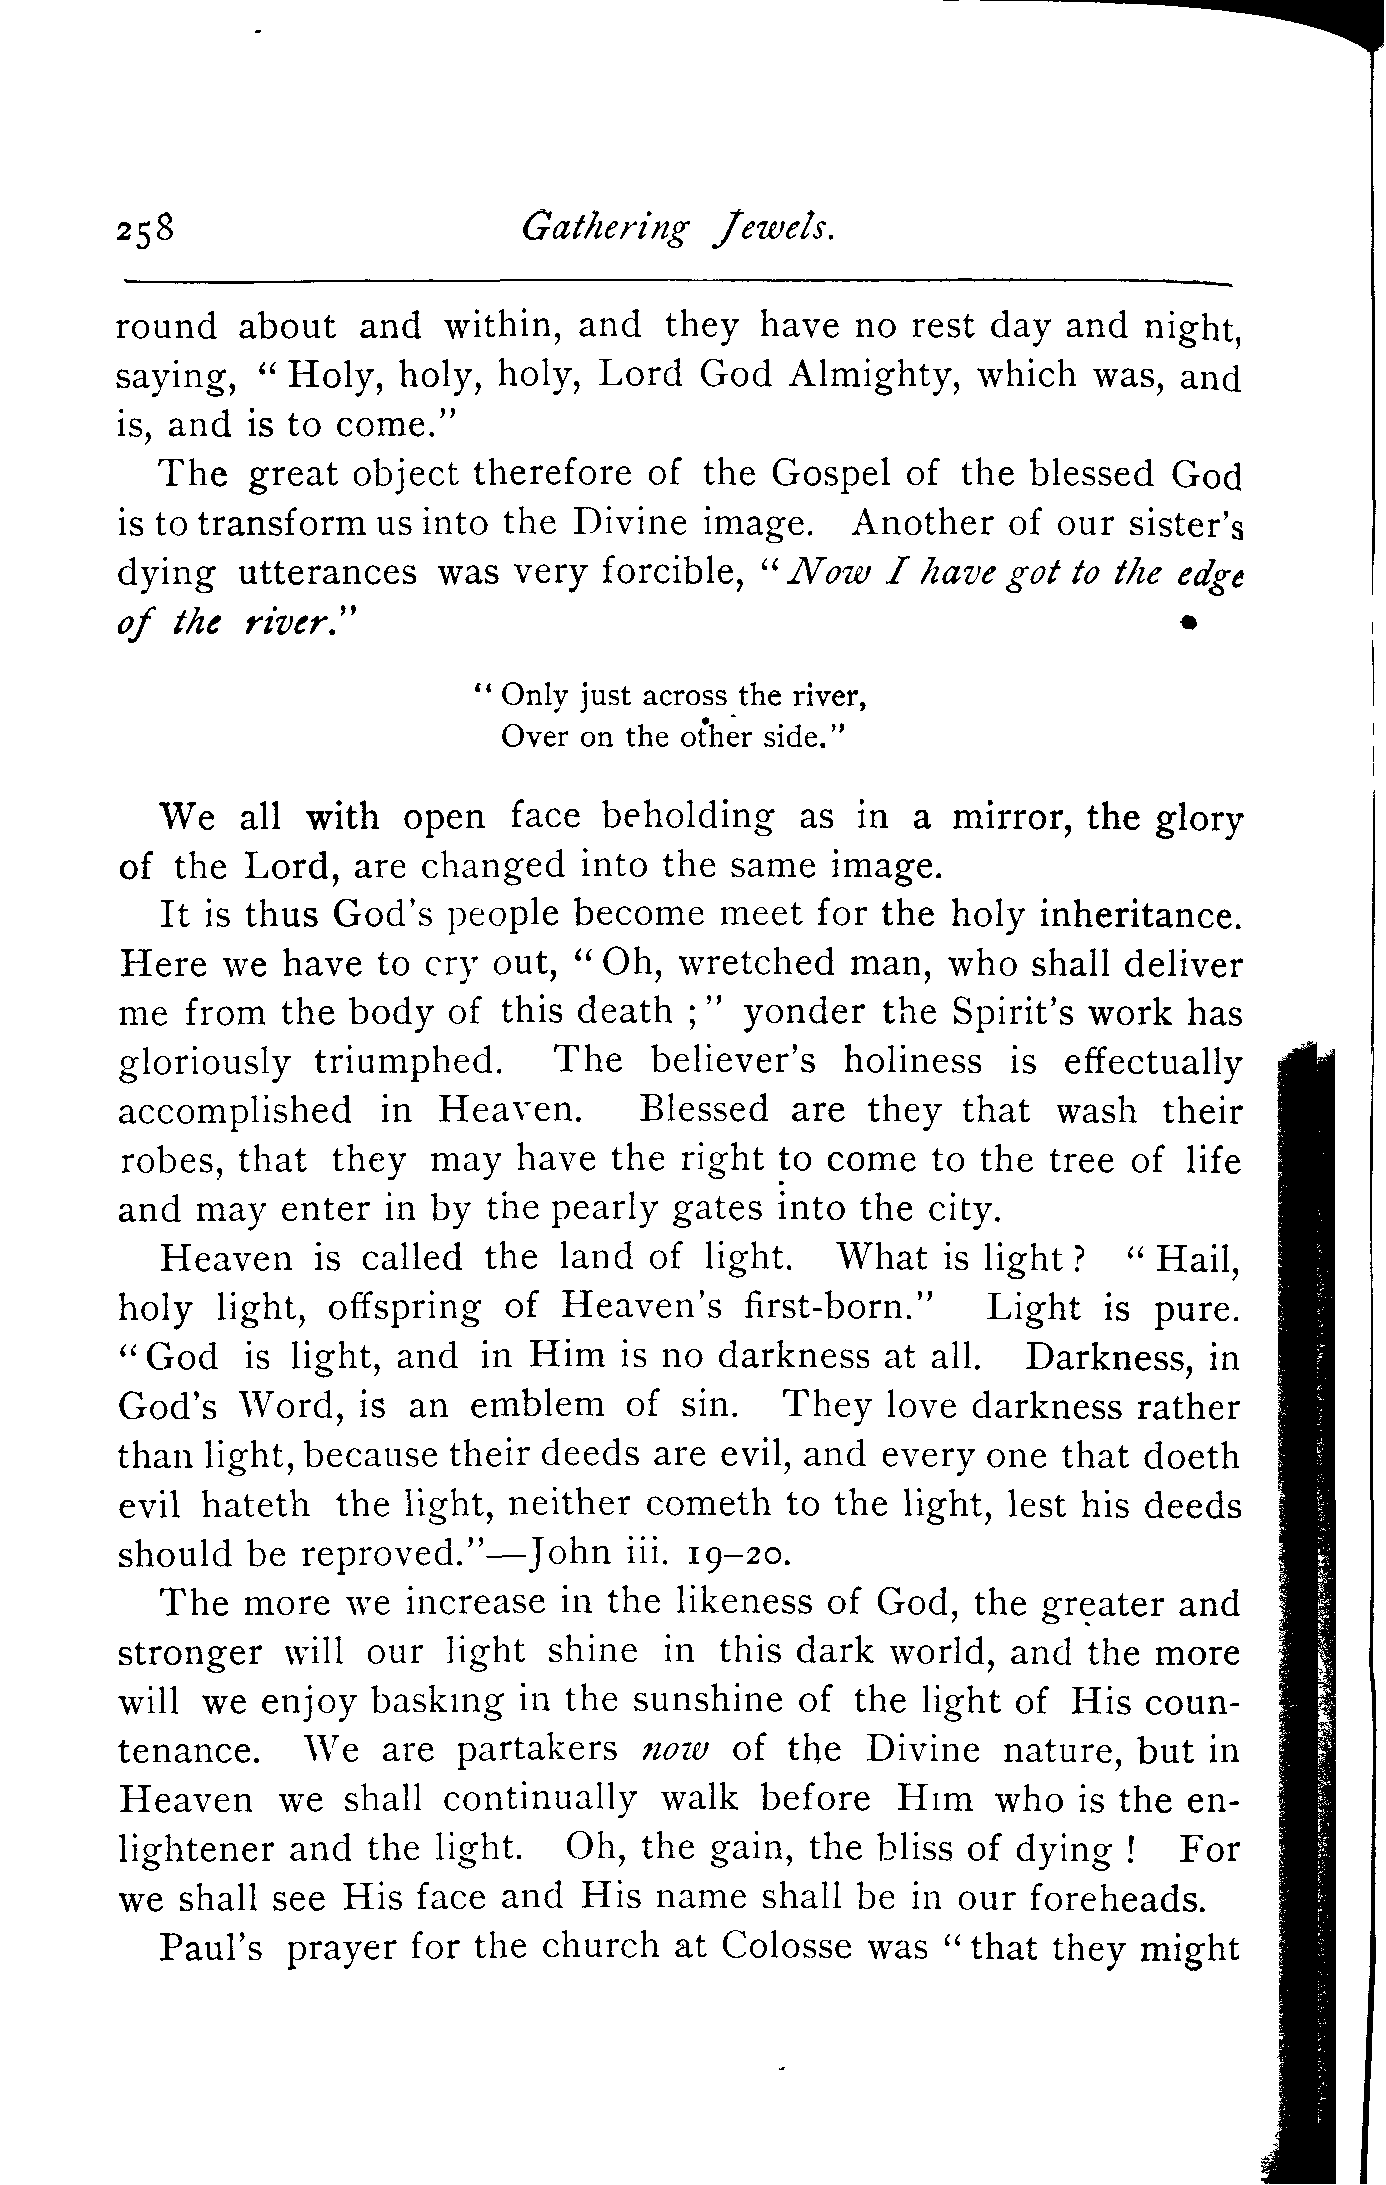 258 Gathering Jewels.
round about and within, and they have no rest day and night,
saying, " Holy, holy, holy, Lord God Almighty, which was, and
is, and is to come."
The great object therefore of the Gospel of the blessed God
is to transform us into the Divine image. Another of our sister's
dying utterances was very forcible, " Now I have got to the edge
of the river."
" Only just across the river,
Over on the other side."
We all with open face beholding as in a mirror, the glory
of the Lord, are changed into the same image.
It is thus God's people become meet for the holy inheritance.
Here we have to cry out, " Oh, wretched man, who shall deliver
me from the body of this death ; " yonder the Spirit's work has
gloriously triumphed. The believer's holiness is effectually
accomplished in Heaven. Blessed are they that wash their
robes, that they may have the right to come to the tree of life
and may enter in by the pearly gates into the city.
Heaven is called the land of light. What is light ? " Hail,
holy light, offspring of Heaven's first-born." Light is pure.
" God is light, and in Him is no darkness at all. Darkness, in
God's Word, is an emblem of sin. They love darkness rather
than light, because their deeds are evil, and every one that doeth
evil hateth the light, neither cometh to the light, lest his deeds
should be reproved."—John iii. 19–20.
The more we increase in the likeness of God, the greater and
stronger will our light shine in this dark world, and the more
will we enjoy basking in the sunshine of the light of His coun-
tenance. We are partakers now of the Divine nature, but in
Heaven we shall continually walk before Him who is the en-
lightener and the light. Oh, the gain, the bliss of dying ! For
we shall see His face and His name shall be in our foreheads.
Paul's prayer for the church at Colosse was " that they might